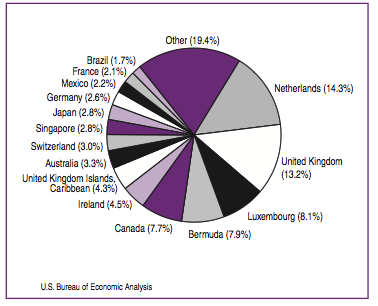 Other (19.4%)
Brazil (1.7%)
France (2.1%)
Mexico (2.2%)
Germany (2.6%)
Japan (2.8%)
Singapore (2.8%)
Switzerland (3.0%)
Australia (3.3%)
United Kingdom Islands,
Caribbean (4.3%)
Ireland (4.5%)
Canada (7.7%)
Bermuda (7.9%)
Luxembourg (8.1%)
United Kingdom
(13.2%)
Netherlands (14.3%)
U.S. Bureau of Economic Analysis